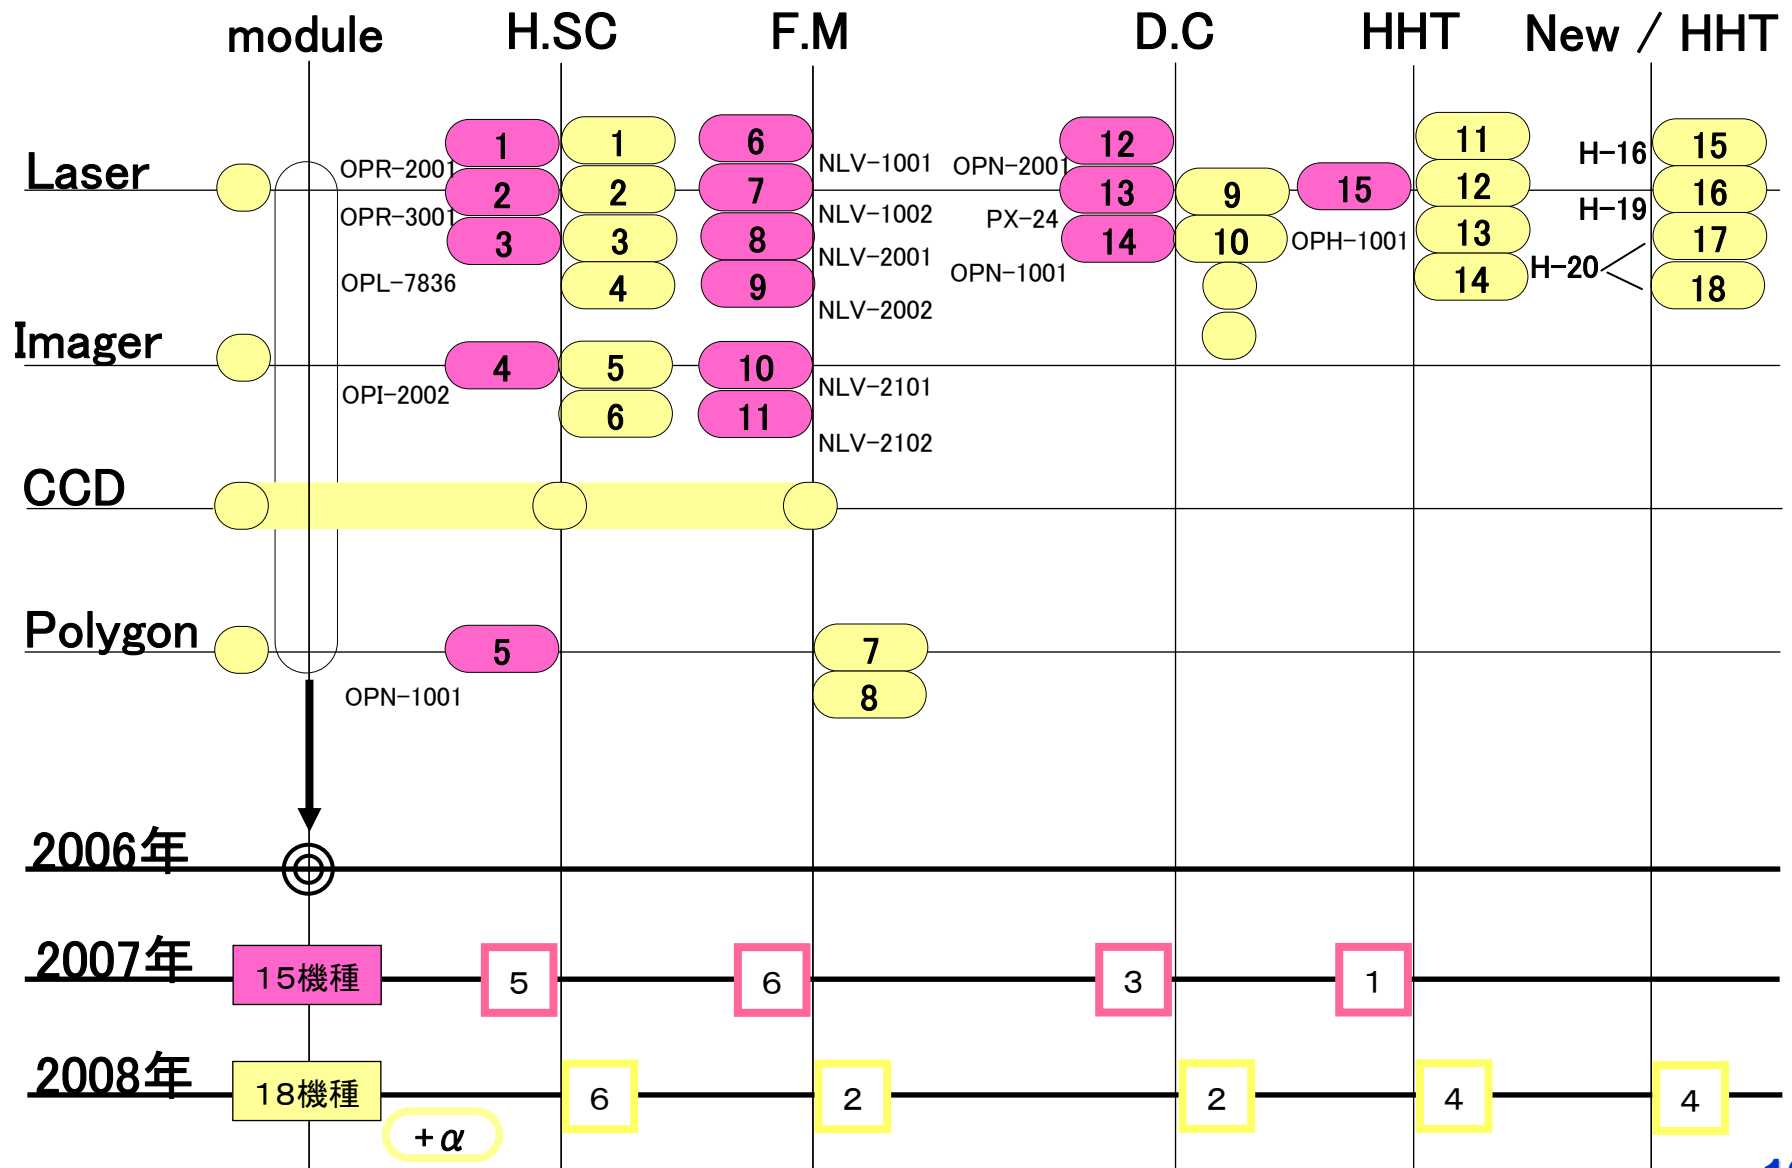 module H.SC F.M D.C HHT New / HHT
Laser
OPR-2001
OPR-3001
OPL-7836
1
2
3
1
2
3
4
6
7
8
9
NLV-1001
NLV-1002
NLV-2001
NLV-2002
OPN-2001
PX-24
OPN-1001
12
13
14
9
10
OPH-1001
15
11
12
13
14
H-16
H-19
H-20
15
16
17
18
Imager
OPI-2002
4
5
6
10
11
NLV-2101
NLV-2102
CCD
Polygon
OPN-1001
5
7
8
2006年
2007年 15機種 5 6 3 1
2008年 18機種 6 2 2 4 4
+α